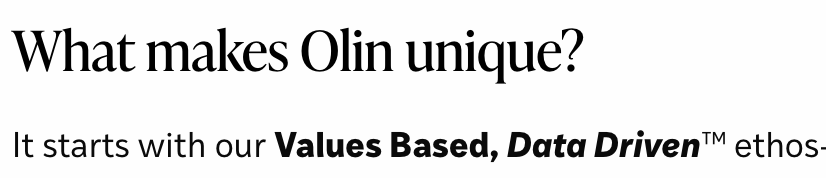 What makes Olin unique?
It starts with our Values Based, Data Driven™ ethos-